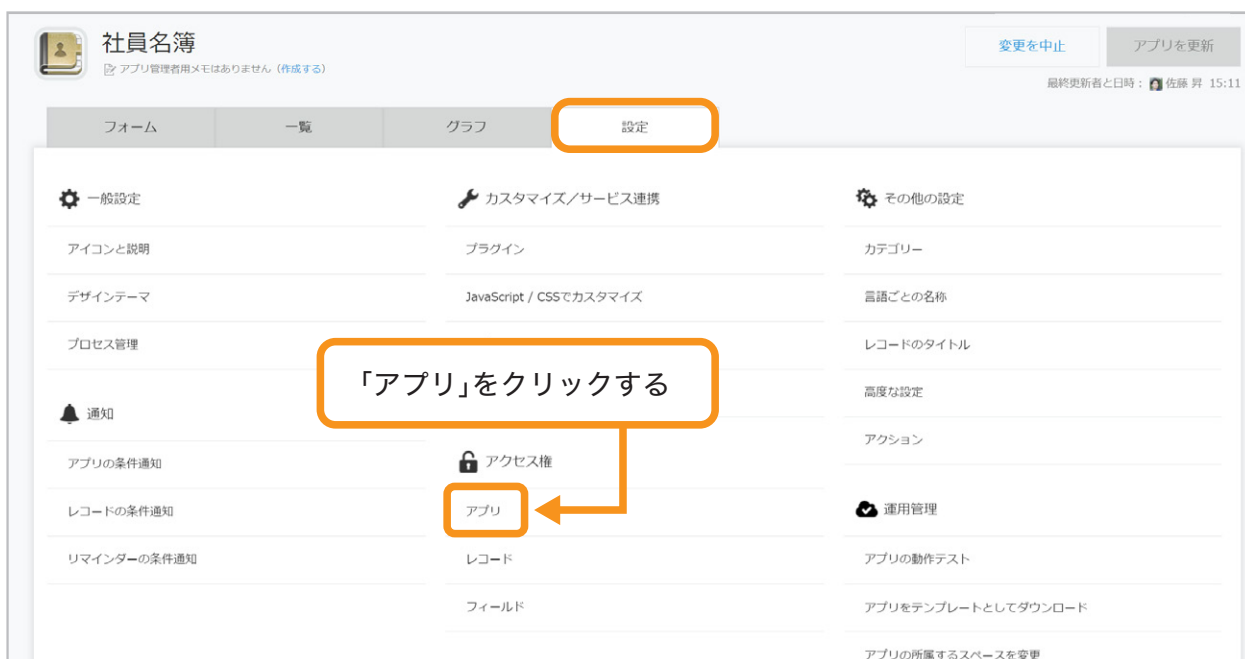 社員名簿
アプリ管理者用メモはありません（作成する）
変更を中止
アプリを更新
最終更新者と日時： 佐藤 昇 15:11
フォーム
一覧
グラフ
設定
一般設定
アイコンと説明
デザインテーマ
プロセス管理
通知
アプリの条件通知
レコードの条件通知
リマインダーの条件通知
カスタマイズ／サービス連携
プラグイン
JavaScript / CSSでカスタマイズ
「アプリ」をクリックする
アクセス権
アプリ
レコード
フィールド
その他の設定
カテゴリー
言語ごとの名称
レコードのタイトル
高度な設定
アクション
運用管理
アプリの動作テスト
アプリをテンプレートとしてダウンロード
アプリの所属するスペースを変更